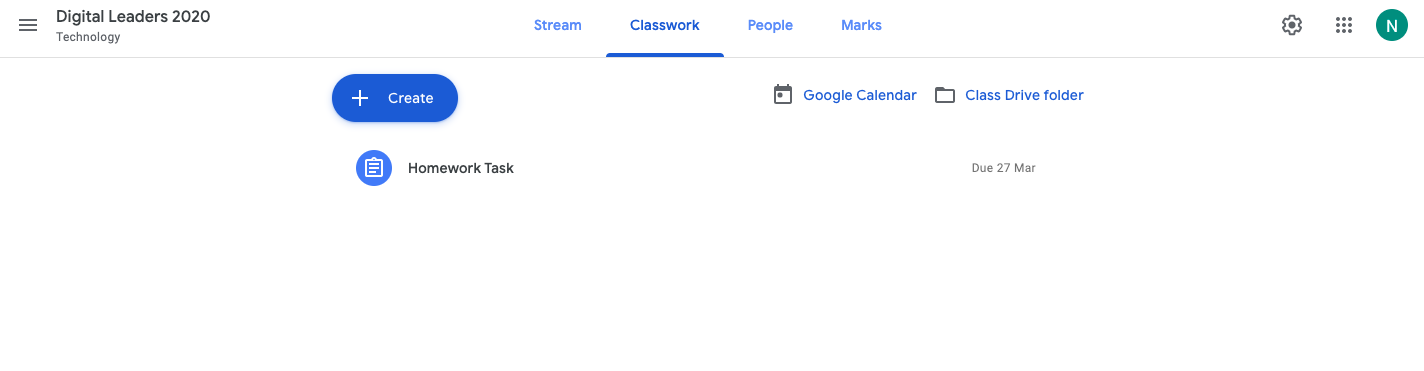 Digital Leaders 2020
Technology
Stream Classwork People Marks
N
Create
Google Calendar Class Drive folder
Homework Task Due 27 Mar